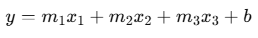 y = m₁x₁ + m₂x₂ + m₃x₃ + b